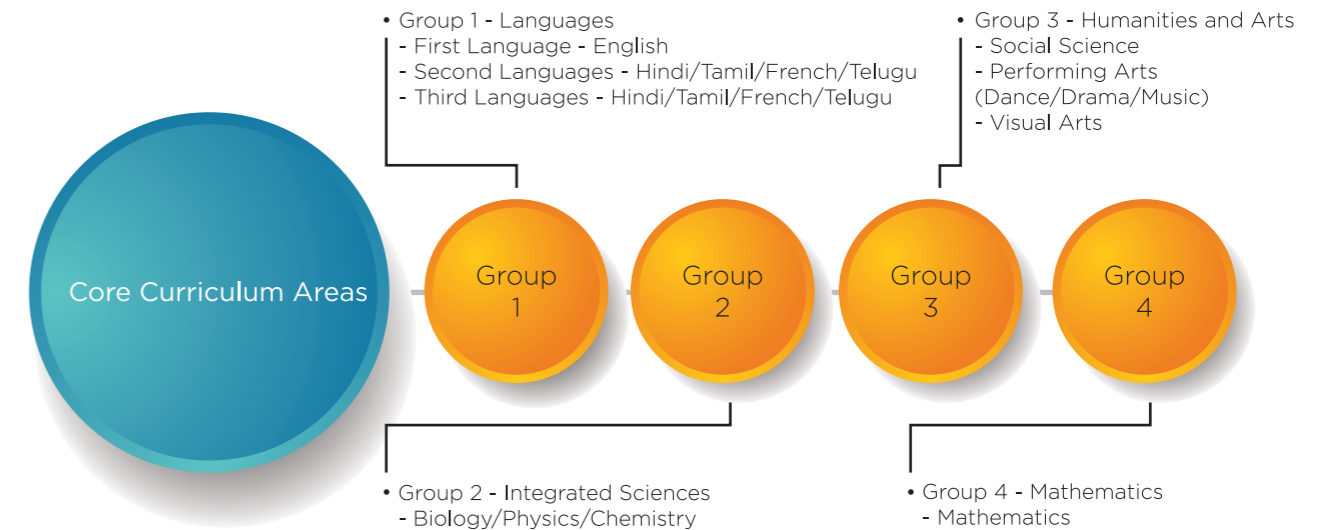 • Group 1 - Languages
- First Language - English
- Second Languages - Hindi/Tamil/French/Telugu
- Third Languages - Hindi/Tamil/French/Telugu
• Group 3 - Humanities and Arts
- Social Science
- Performing Arts
(Dance/Drama/Music)
- Visual Arts
Core Curriculum Areas
Group
1
Group
2
Group
3
Group
4
• Group 2 - Integrated Sciences
- Biology/Physics/Chemistry
• Group 4 - Mathematics
- Mathematics